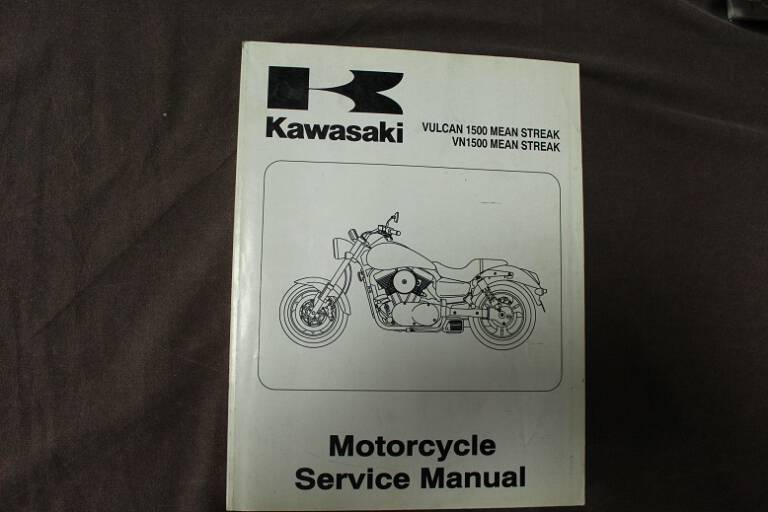 Kawasaki
VULCAN 1500 MEAN STREAK
VN1500 MEAN STREAK
Motorcycle
Service Manual